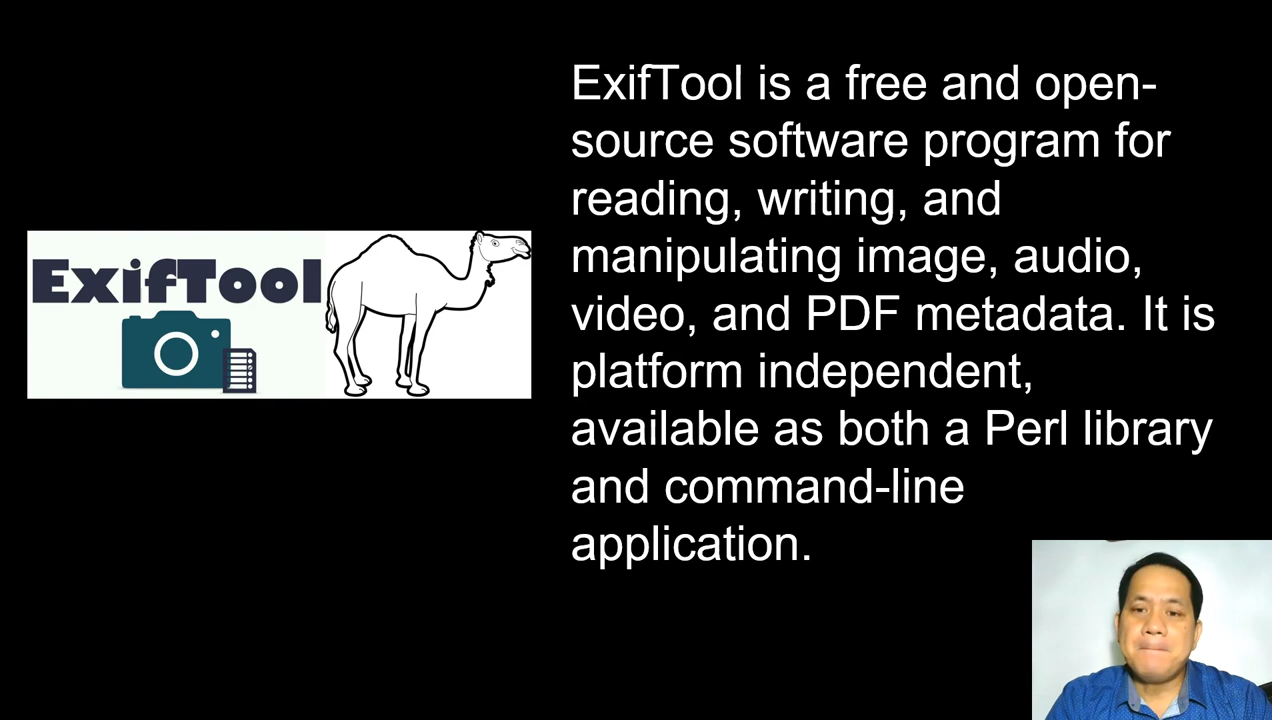 ExifTool
ExifTool is a free and open-
source software program for
reading, writing, and
manipulating image, audio,
video, and PDF metadata. It is
platform independent,
available as both a Perl library
and command-line
application.